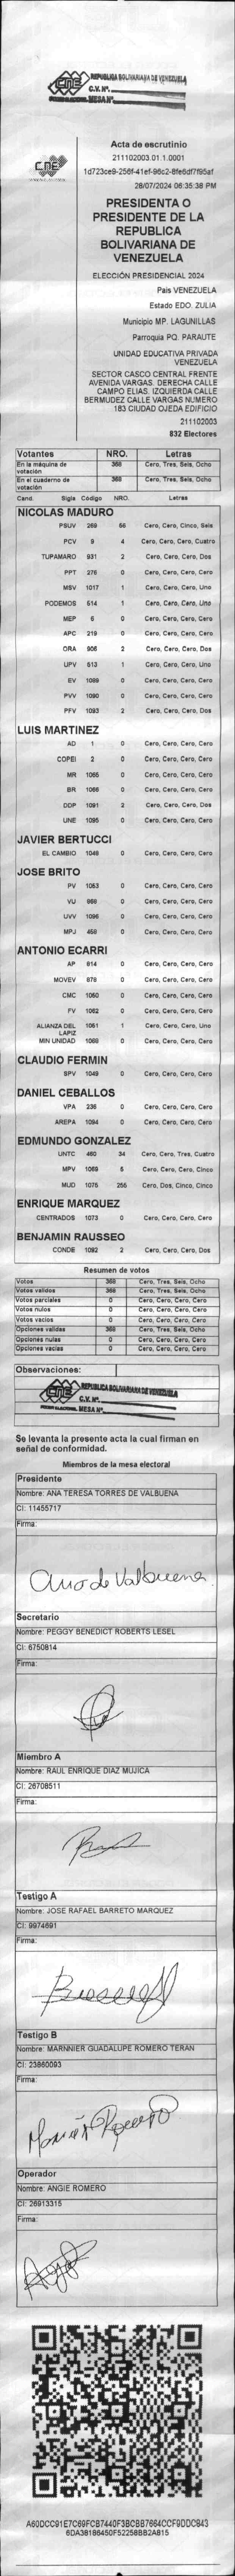 CNE
REPUBLICA BOLIVARIANA DE VENEZUELA
C.V. Nº.
MESA Nº.
CNE
Acta de escrutinio
211102003.01.1.0001
1d723ce9-256f-41ef-96c2-8fe6df7f95af
28/07/2024 06:35:38 PM
PRESIDENTA O
PRESIDENTE DE LA
REPUBLICA
BOLIVARIANA DE
VENEZUELA
ELECCIÓN PRESIDENCIAL 2024
Pais VENEZUELA
Estado EDO. ZULIA
Municipio MP. LAGUNILLAS
Parroquia PQ. PARAUTE
UNIDAD EDUCATIVA PRIVADA
VENEZUELA
SECTOR CASCO CENTRAL FRENTE
AVENIDA VARGAS. DERECHA CALLE
CAMPO ELIAS. IZQUIERDA CALLE
BERMUDEZ CALLE VARGAS NUMERO
183 CIUDAD OJEDA EDIFICIO
211102003
832 Electores
Votantes NRO. Letras
En la máquina de votación 368 Cero, Tres, Seis, Ocho
En el cuaderno de votación 368 Cero, Tres, Seis, Ocho
Cand. Sigla Código NRO. Letras
NICOLAS MADURO
PSUV 269 56 Cero, Cero, Cinco, Seis
PCV 9 4 Cero, Cero, Cero, Cuatro
TUPAMARO 931 2 Cero, Cero, Cero, Dos
PPT 276 0 Cero, Cero, Cero, Cero
MSV 1017 1 Cero, Cero, Cero, Uno
PODEMOS 514 1 Cero, Cero, Cero, Uno
MEP 6 0 Cero, Cero, Cero, Cero
APC 219 0 Cero, Cero, Cero, Cero
ORA 906 2 Cero, Cero, Cero, Dos
UPV 613 1 Cero, Cero, Cero, Uno
EV 1089 0 Cero, Cero, Cero, Cero
PVV 1090 0 Cero, Cero, Cero, Cero
PFV 1093 2 Cero, Cero, Cero, Dos
LUIS MARTINEZ
AD 1 0 Cero, Cero, Cero, Cero
COPEI 2 0 Cero, Cero, Cero, Cero
MR 1065 0 Cero, Cero, Cero, Cero
BR 1066 0 Cero, Cero, Cero, Cero
DDP 1091 2 Cero, Cero, Cero, Dos
UNE 1095 0 Cero, Cero, Cero, Cero
JAVIER BERTUCCI
EL CAMBIO 1048 0 Cero, Cero, Cero, Cero
JOSE BRITO
PV 1053 0 Cero, Cero, Cero, Cero
VU 969 0 Cero, Cero, Cero, Cero
UVV 1096 0 Cero, Cero, Cero, Cero
MPJ 458 0 Cero, Cero, Cero, Cero
ANTONIO ECARRI
AP 814 0 Cero, Cero, Cero, Cero
MOVEV 878 0 Cero, Cero, Cero, Cero
CMC 1050 0 Cero, Cero, Cero, Cero
FV 1062 0 Cero, Cero, Cero, Cero
ALIANZA DEL LAPIZ 1051 1 Cero, Cero, Cero, Uno
MIN UNIDAD 1069 0 Cero, Cero, Cero, Cero
CLAUDIO FERMIN
SPV 1049 0 Cero, Cero, Cero, Cero
DANIEL CEBALLOS
VPA 236 0 Cero, Cero, Cero, Cero
AREPA 1094 0 Cero, Cero, Cero, Cero
EDMUNDO GONZALEZ
UNTC 460 34 Cero, Cero, Tres, Cuatro
MPV 1069 5 Cero, Cero, Cero, Cinco
MUD 1075 255 Cero, Dos, Cinco, Cinco
ENRIQUE MARQUEZ
CENTRADOS 1073 0 Cero, Cero, Cero, Cero
BENJAMIN RAUSSEO
CONDE 1092 2 Cero, Cero, Cero, Dos
Resumen de votos
Votos 368 Cero, Tres, Seis, Ocho
Votos validos 368 Cero, Tres, Seis, Ocho
Votos parciales 0 Cero, Cero, Cero, Cero
Votos nulos 0 Cero, Cero, Cero, Cero
Votos vacios 0 Cero, Cero, Cero, Cero
Opciones validas 368 Cero, Tres, Seis, Ocho
Opciones nulas 0 Cero, Cero, Cero, Cero
Opciones vacias 0 Cero, Cero, Cero, Cero
Observaciones:
CNE
REPUBLICA BOLIVARIANA DE VENEZUELA
C.V. Nº.
MESA Nº.
Se levanta la presente acta la cual firman en
señal de conformidad.
Miembros de la mesa electoral
Presidente
Nombre: ANA TERESA TORRES DE VALBUENA
CI: 11455717
Firma:
Ana de Valbuena
Secretario
Nombre: PEGGY BENEDICT ROBERTS LESEL
CI: 6750814
Firma:
Miembro A
Nombre: RAUL ENRIQUE DIAZ MUJICA
CI: 26708511
Firma:
Testigo A
Nombre: JOSE RAFAEL BARRETO MARQUEZ
CI: 9974691
Firma:
Testigo B
Nombre: MARNNIER GUADALUPE ROMERO TERAN
CI: 23860093
Firma:
Operador
Nombre: ANGIE ROMERO
CI: 26913315
Firma:
A60DCC91E7C69FCB7440F3BCBB7664CCF9DDC843
6DA38186450F52258BB2A815